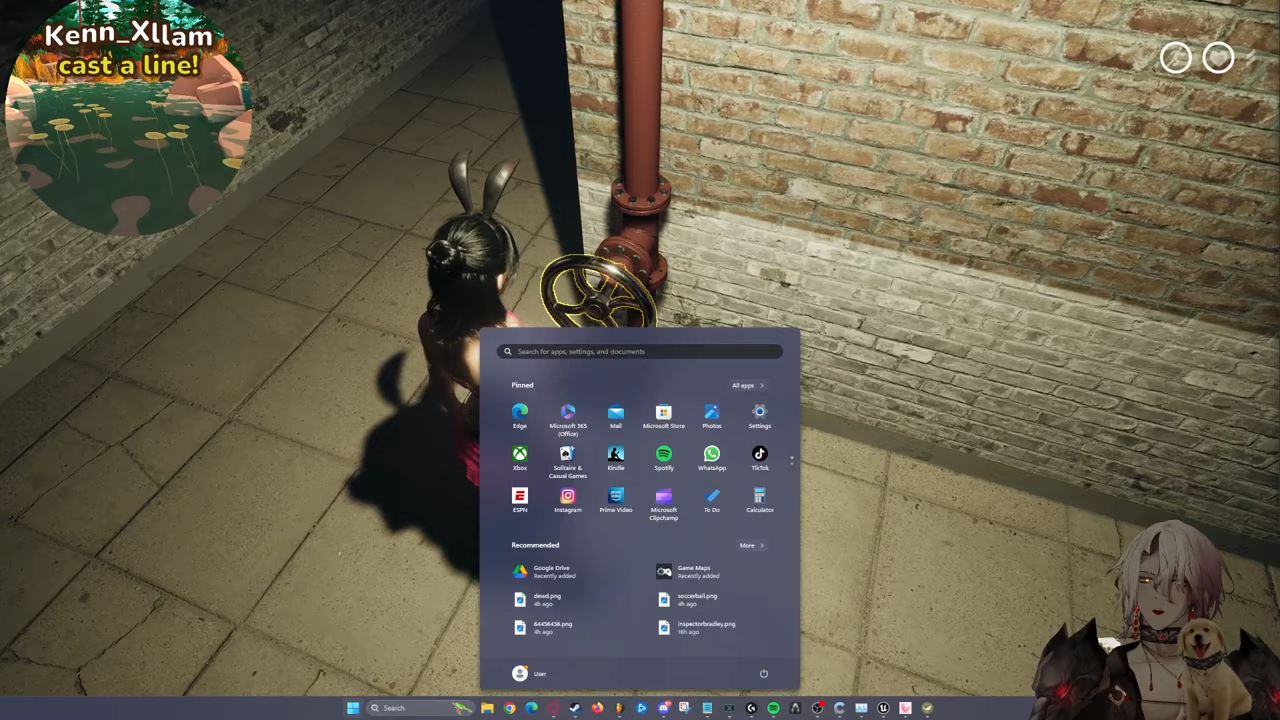 Kenn_Xllam
cast a line!
Search for apps, settings, and documents
Pinned
All apps
Edge
Microsoft 365
(Office)
Mail
Microsoft Store
Photos
Settings
Xbox
Solitaire &
Casual Games
Kindle
Spotify
WhatsApp
TikTok
ESPN
Instagram
Prime Video
Microsoft
Clipchamp
To Do
Calculator
Recommended
More
Google Drive
Recently added
Game Maps
Recently added
dewd.png
4h ago
soccerball.png
4h ago
64456456.png
4h ago
inspectorbradley.png
16h ago
User
Search